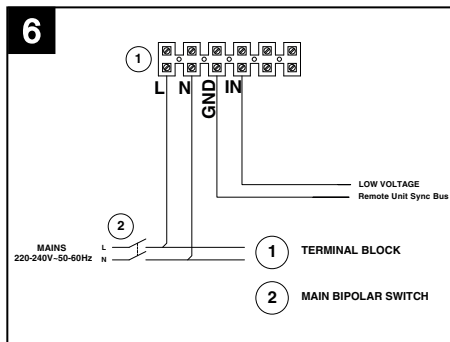 6
1
L N GND IN
LOW VOLTAGE
Remote Unit Sync Bus
2
MAINS
220-240V~50-60Hz
L
N
1 TERMINAL BLOCK
2 MAIN BIPOLAR SWITCH